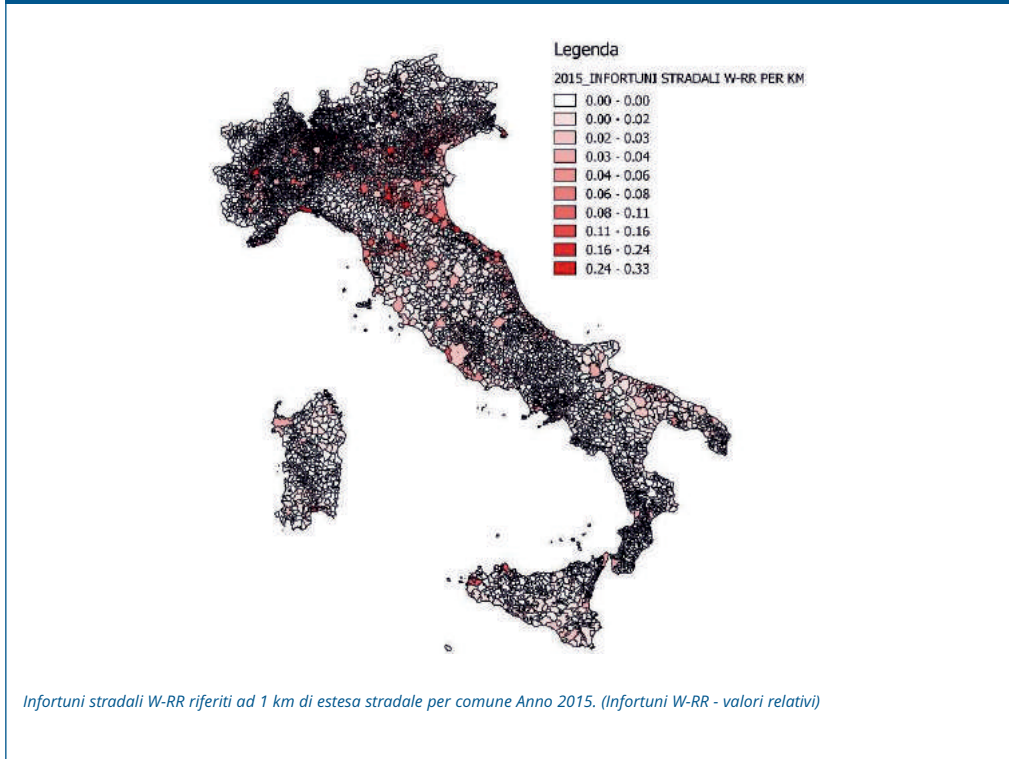 Legenda
2015_INFORTUNI STRADALI W-RR PER KM
0.00 - 0.00
0.00 - 0.02
0.02 - 0.03
0.03 - 0.04
0.04 - 0.06
0.06 - 0.08
0.08 - 0.11
0.11 - 0.16
0.16 - 0.24
0.24 - 0.33
Infortuni stradali W-RR riferiti ad 1 km di estesa stradale per comune Anno 2015. (Infortuni W-RR - valori relativi)